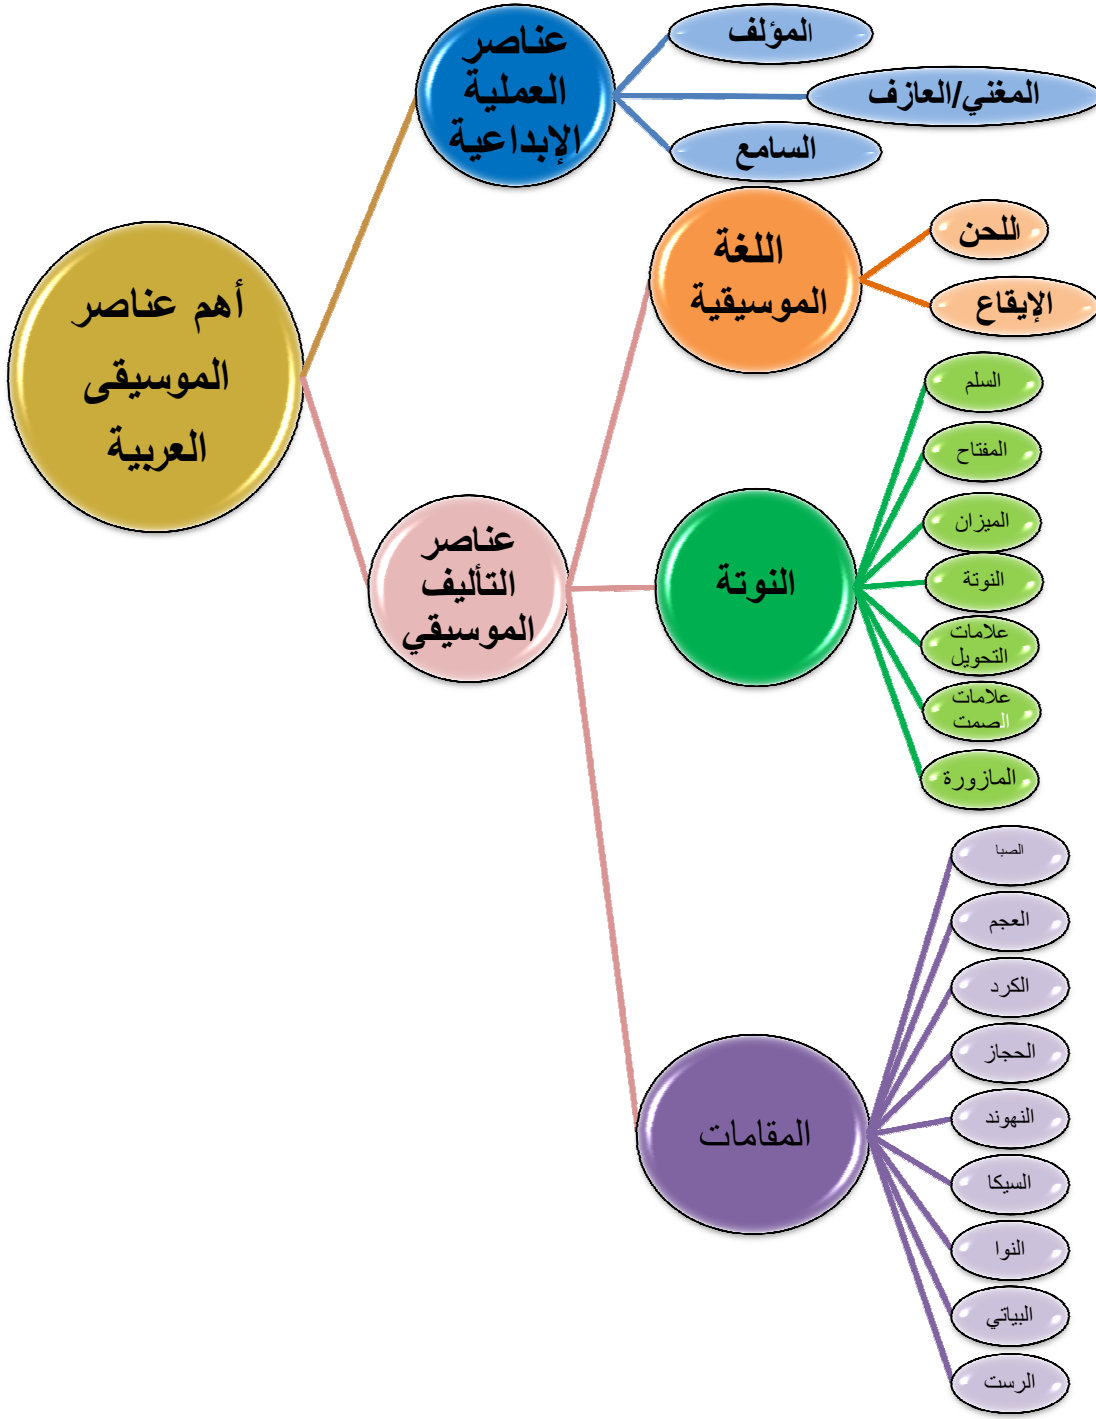 أهم عناصر
الموسيقى
العربية
عناصر
العملية
الإبداعية
المؤلف
المغني/العازف
السامع
عناصر
التأليف
الموسيقي
اللغة
الموسيقية
اللحن
الإيقاع
النوتة
السلم
المفتاح
الميزان
النوتة
علامات
التحويل
علامات
الصمت
المازورة
المقامات
الصبا
العجم
الكرد
الحجاز
النهوند
السيكا
النوا
البياتي
الرست